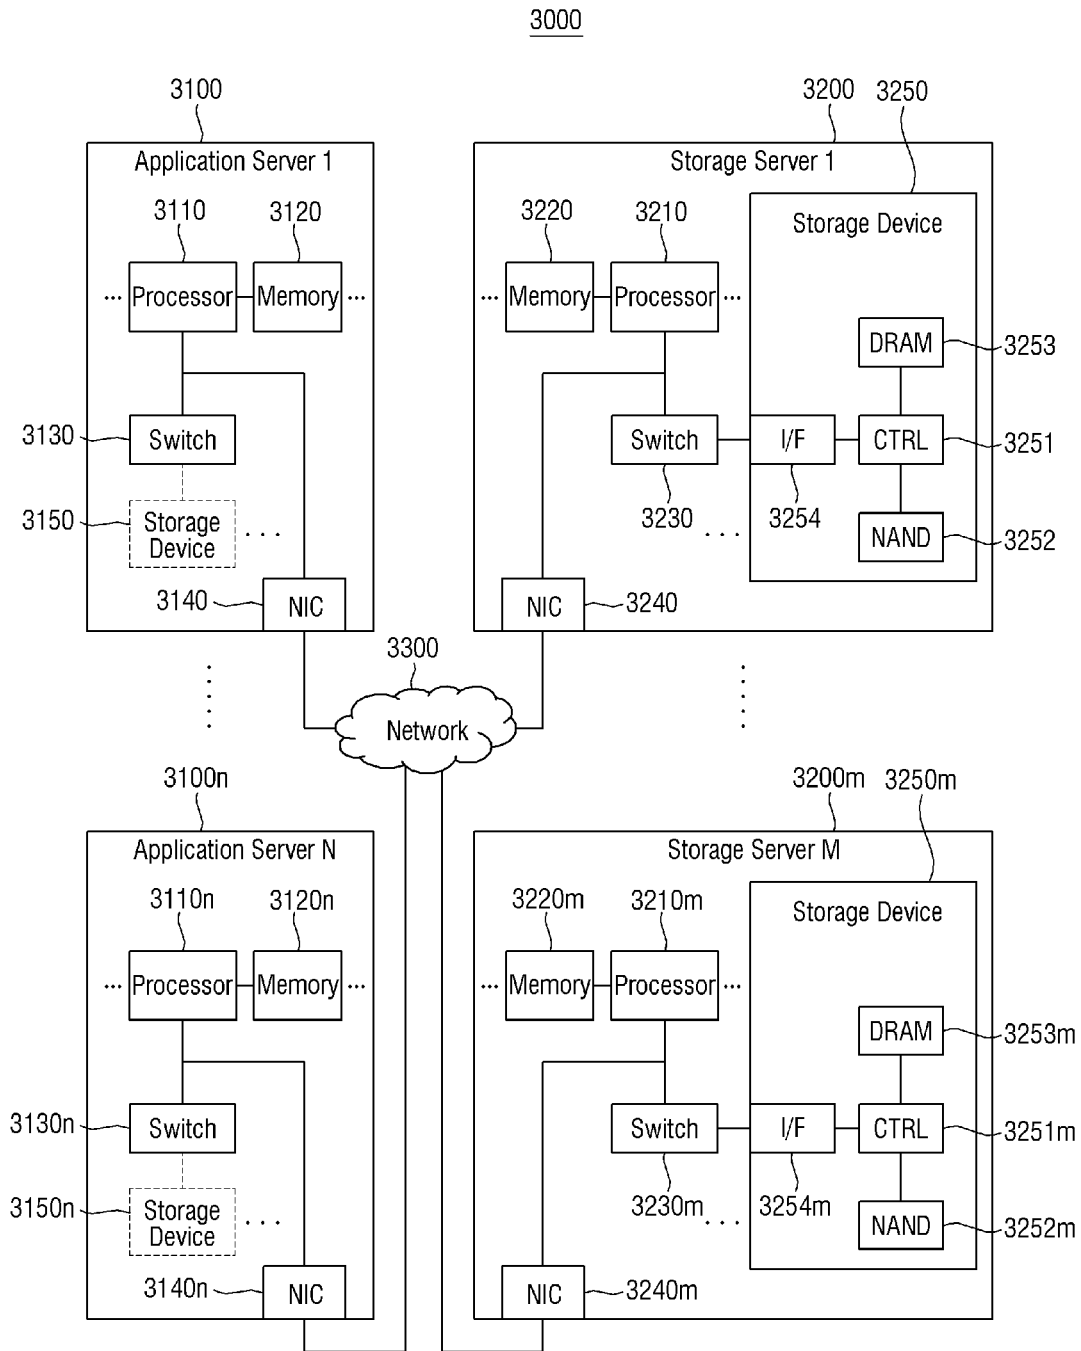 3000
3100
3200
3250
Application Server 1
Storage Server 1
3110
3120
3220
3210
Storage Device
... Processor Memory ...
... Memory Processor ...
DRAM
3253
3130
Switch
Switch
I/F
CTRL
3251
3150
Storage
Device
...
3230
...
3254
NAND
3252
3140
NIC
NIC
3240
3300
Network
3100n
3200m
3250m
Application Server N
Storage Server M
3110n
3120n
3220m
3210m
Storage Device
... Processor Memory ...
... Memory Processor ...
DRAM
3253m
3130n
Switch
Switch
I/F
CTRL
3251m
3150n
Storage
Device
...
3230m
...
3254m
NAND
3252m
3140n
NIC
NIC
3240m